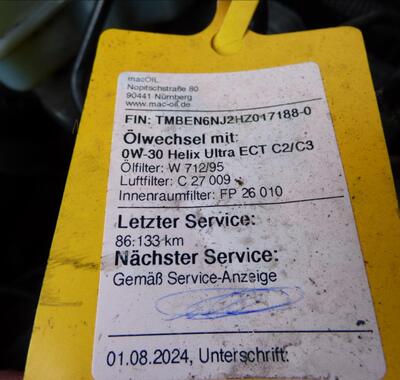 macOIL
Nopitschstraße 80
90441 Nürnberg
www.mac-oil.de
FIN: TMBEN6NJ2HZ017188-0
Ölwechsel mit:
0W-30 Helix Ultra ECT C2/C3
Ölfilter: W 712/95
Luftfilter: C 27 009
Innenraumfilter: FP 26 010
Letzter Service:
86.133 km
Nächster Service:
Gemäß Service-Anzeige
01.08.2024, Unterschrift: